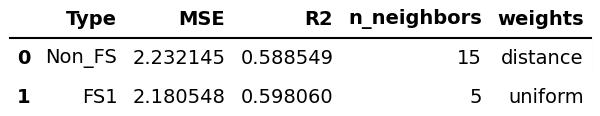 Type MSE R2 n_neighbors weights
0 Non_FS 2.232145 0.588549 15 distance
1 FS1 2.180548 0.598060 5 uniform